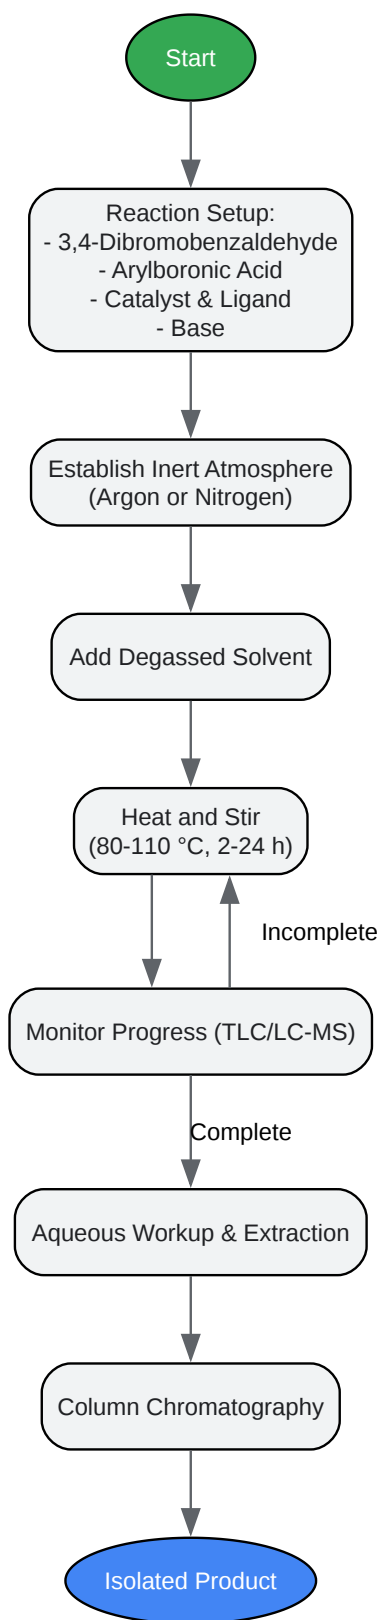 Start
Reaction Setup:
- 3,4-Dibromobenzaldehyde
- Arylboronic Acid
- Catalyst & Ligand
- Base
Establish Inert Atmosphere
(Argon or Nitrogen)
Add Degassed Solvent
Heat and Stir
(80-110 °C, 2-24 h)
Incomplete
Monitor Progress (TLC/LC-MS)
Complete
Aqueous Workup & Extraction
Column Chromatography
Isolated Product